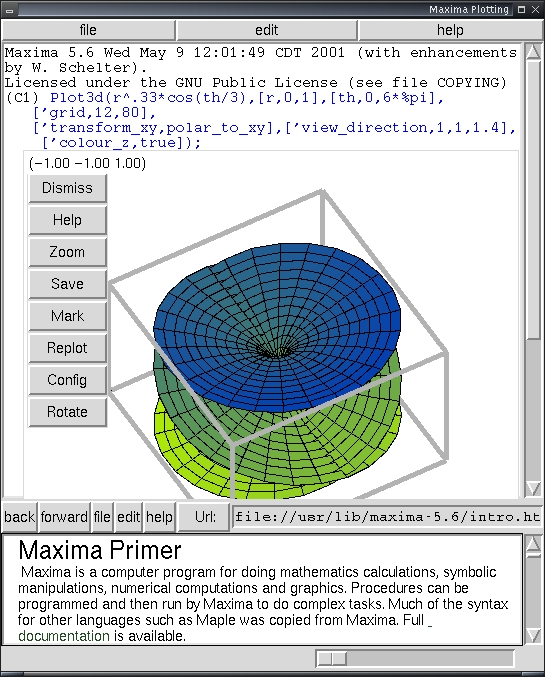 Maxima Plotting
file edit help
Maxima 5.6 Wed May 9 12:01:49 CDT 2001 (with enhancements
by W. Schelter).
Licensed under the GNU Public License (see file COPYING)
(C1) Plot3d(r^.33*cos(th/3),[r,0,1],[th,0,6*%pi],
['grid,12,80],
['transform_xy,polar_to_xy],['view_direction,1,1,1.4],
['colour_z,true]);
(-1.00 -1.00 1.00)
Dismiss
Help
Zoom
Save
Mark
Replot
Config
Rotate
back forward file edit help Url: file://usr/lib/maxima-5.6/intro.ht
Maxima Primer
Maxima is a computer program for doing mathematics calculations, symbolic
manipulations, numerical computations and graphics. Procedures can be
programmed and then run by Maxima to do complex tasks. Much of the syntax
for other languages such as Maple was copied from Maxima. Full _
documentation is available.